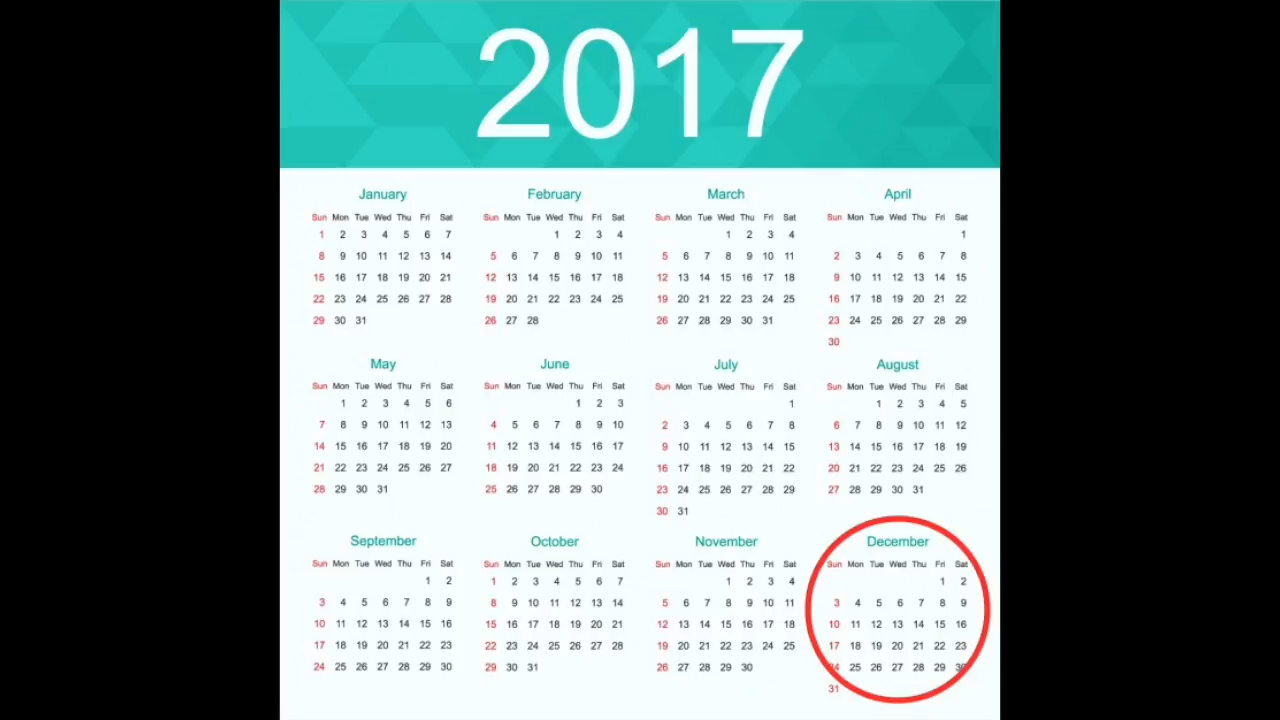 2017
January February March April
Sun Mon Tue Wed Thu Fri Sat Sun Mon Tue Wed Thu Fri Sat Sun Mon Tue Wed Thu Fri Sat Sun Mon Tue Wed Thu Fri Sat
1 2 3 4 5 6 7 1 2 3 4 1 2 3 4 1
8 9 10 11 12 13 14 5 6 7 8 9 10 11 5 6 7 8 9 10 11 2 3 4 5 6 7 8
15 16 17 18 19 20 21 12 13 14 15 16 17 18 12 13 14 15 16 17 18 9 10 11 12 13 14 15
22 23 24 25 26 27 28 19 20 21 22 23 24 25 19 20 21 22 23 24 25 16 17 18 19 20 21 22
29 30 31 26 27 28 26 27 28 29 30 31 23 24 25 26 27 28 29
30
May June July August
Sun Mon Tue Wed Thu Fri Sat Sun Mon Tue Wed Thu Fri Sat Sun Mon Tue Wed Thu Fri Sat Sun Mon Tue Wed Thu Fri Sat
1 2 3 4 5 6 1 2 3 1 1 2 3 4 5
7 8 9 10 11 12 13 4 5 6 7 8 9 10 2 3 4 5 6 7 8 6 7 8 9 10 11 12
14 15 16 17 18 19 20 11 12 13 14 15 16 17 9 10 11 12 13 14 15 13 14 15 16 17 18 19
21 22 23 24 25 26 27 18 19 20 21 22 23 24 16 17 18 19 20 21 22 20 21 22 23 24 25 26
28 29 30 31 25 26 27 28 29 30 23 24 25 26 27 28 29 27 28 29 30 31
30 31
September October November December
Sun Mon Tue Wed Thu Fri Sat Sun Mon Tue Wed Thu Fri Sat Sun Mon Tue Wed Thu Fri Sat Sun Mon Tue Wed Thu Fri Sat
1 2 1 2 3 4 5 6 7 1 2 3 4 1 2
3 4 5 6 7 8 9 8 9 10 11 12 13 14 5 6 7 8 9 10 11 3 4 5 6 7 8 9
10 11 12 13 14 15 16 15 16 17 18 19 20 21 12 13 14 15 16 17 18 10 11 12 13 14 15 16
17 18 19 20 21 22 23 22 23 24 25 26 27 28 19 20 21 22 23 24 25 17 18 19 20 21 22 23
24 25 26 27 28 29 30 29 30 31 26 27 28 29 30 24 25 26 27 28 29 30
31